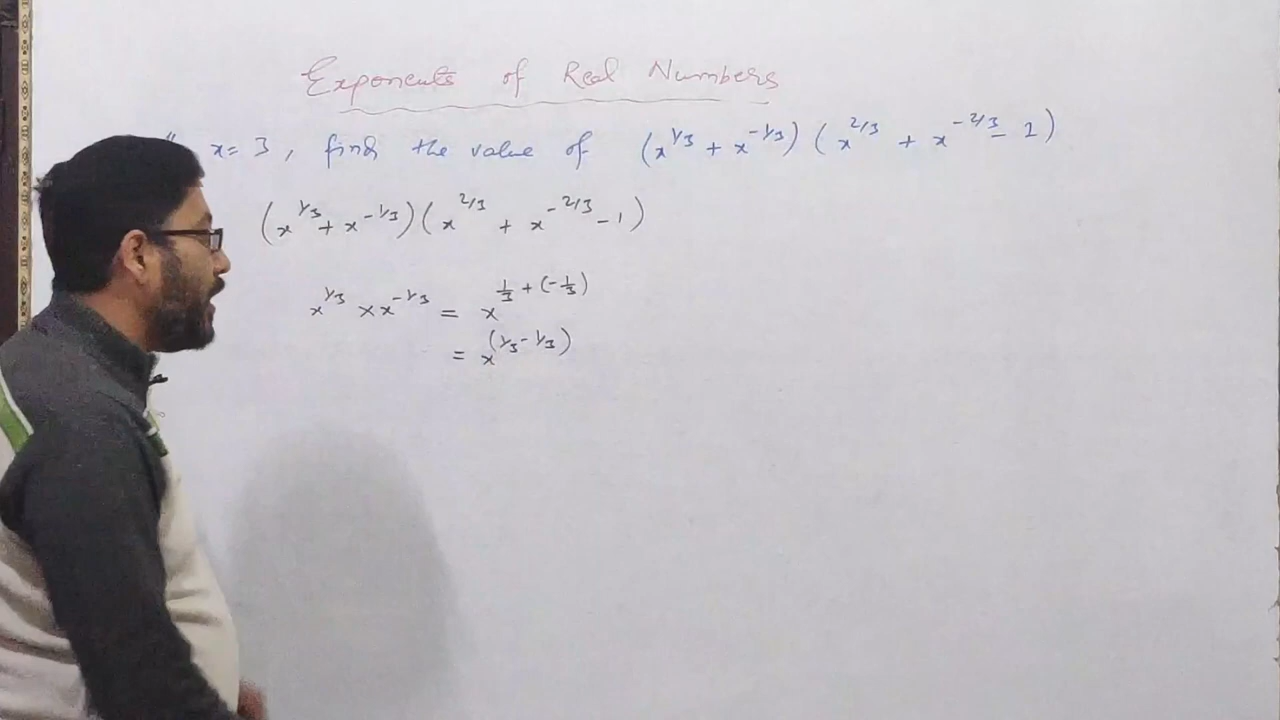 Exponents of Real Numbers
x = 3, find the value of (x^{1/3} + x^{-1/3}) (x^{2/3} + x^{-2/3} - 1)
(x^{1/3} + x^{-1/3}) (x^{2/3} + x^{-2/3} - 1)
x^{1/3} × x^{-1/3} = x^{1/3 + (-1/3)}
= x^{(1/3 - 1/3)}